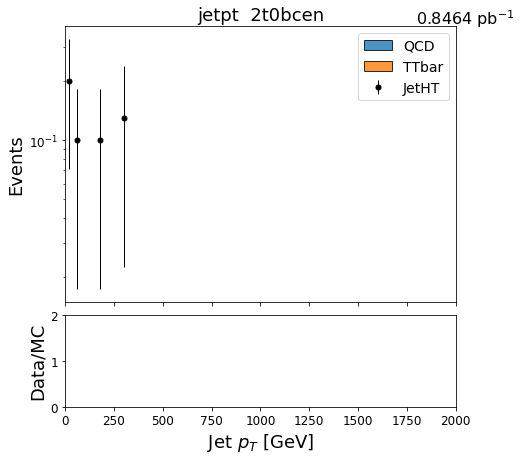 jetpt 2t0bcen
0.8464 pb⁻¹
QCD
TTbar
JetHT
10⁻¹
Events
2
1
0
Data/MC
0 250 500 750 1000 1250 1500 1750 2000
Jet p_T [GeV]